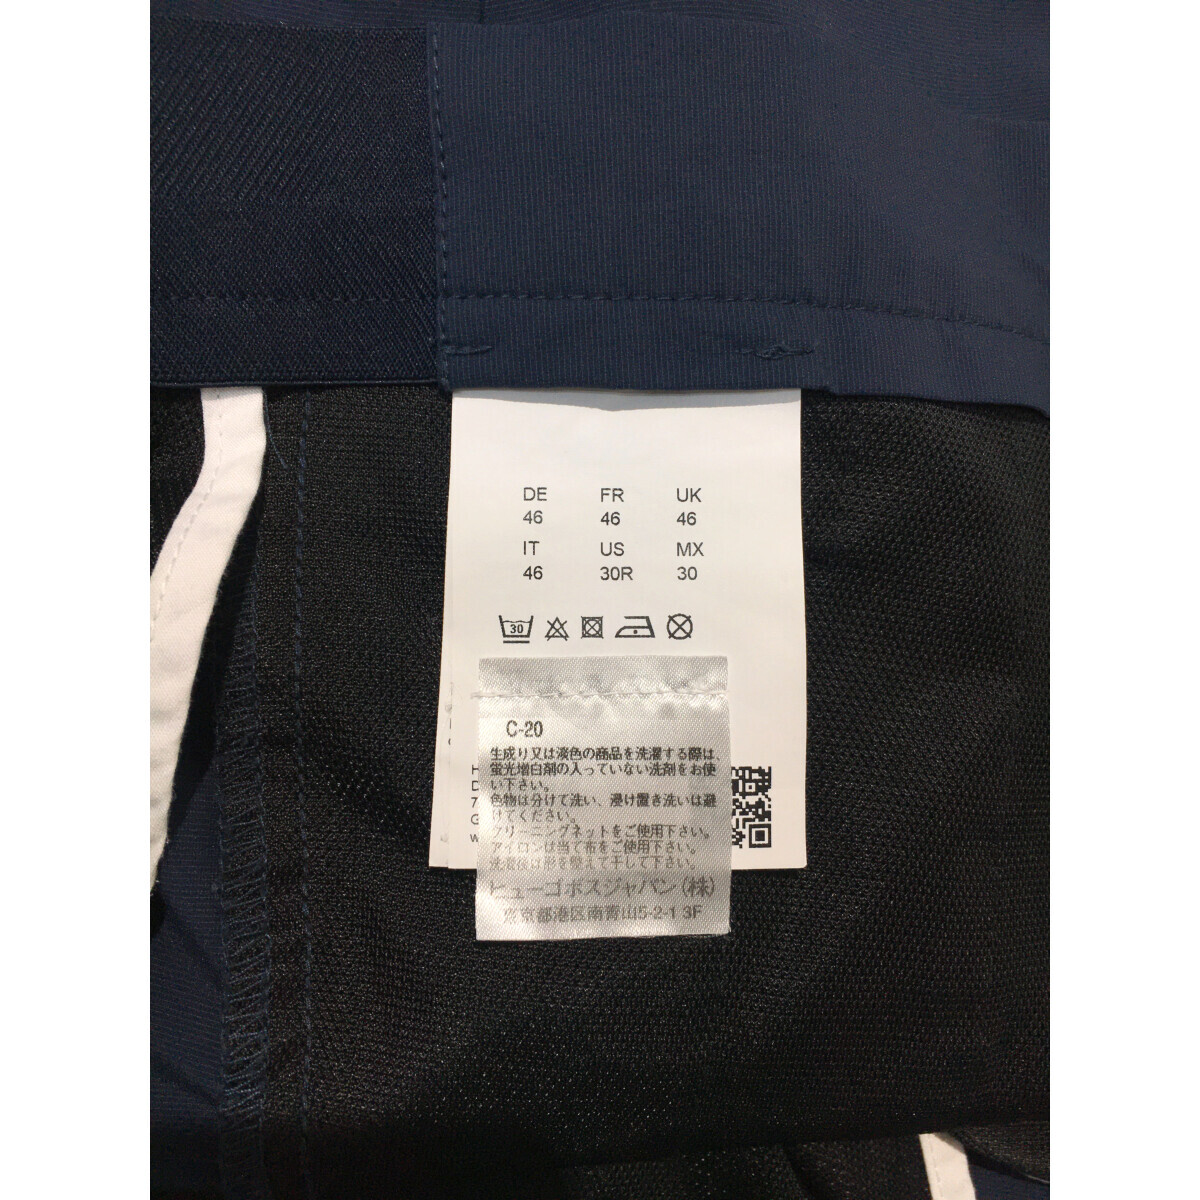 DE FR UK
46 46 46
IT US MX
46 30R 30
30
C-20
生成り又は淡色の商品を洗濯する際は、
蛍光増白剤の入っていない洗剤をお使
い下さい。
色物は分けて洗い、浸け置き洗いは避
けてください。
クリーニングネットをご使用下さい。
アイロンは当て布をご使用下さい。
洗濯後は形を整えて干して下さい。
ヒューゴボスジャパン(株)
東京都港区南青山5-2-1 3F
H
D
7
G
w